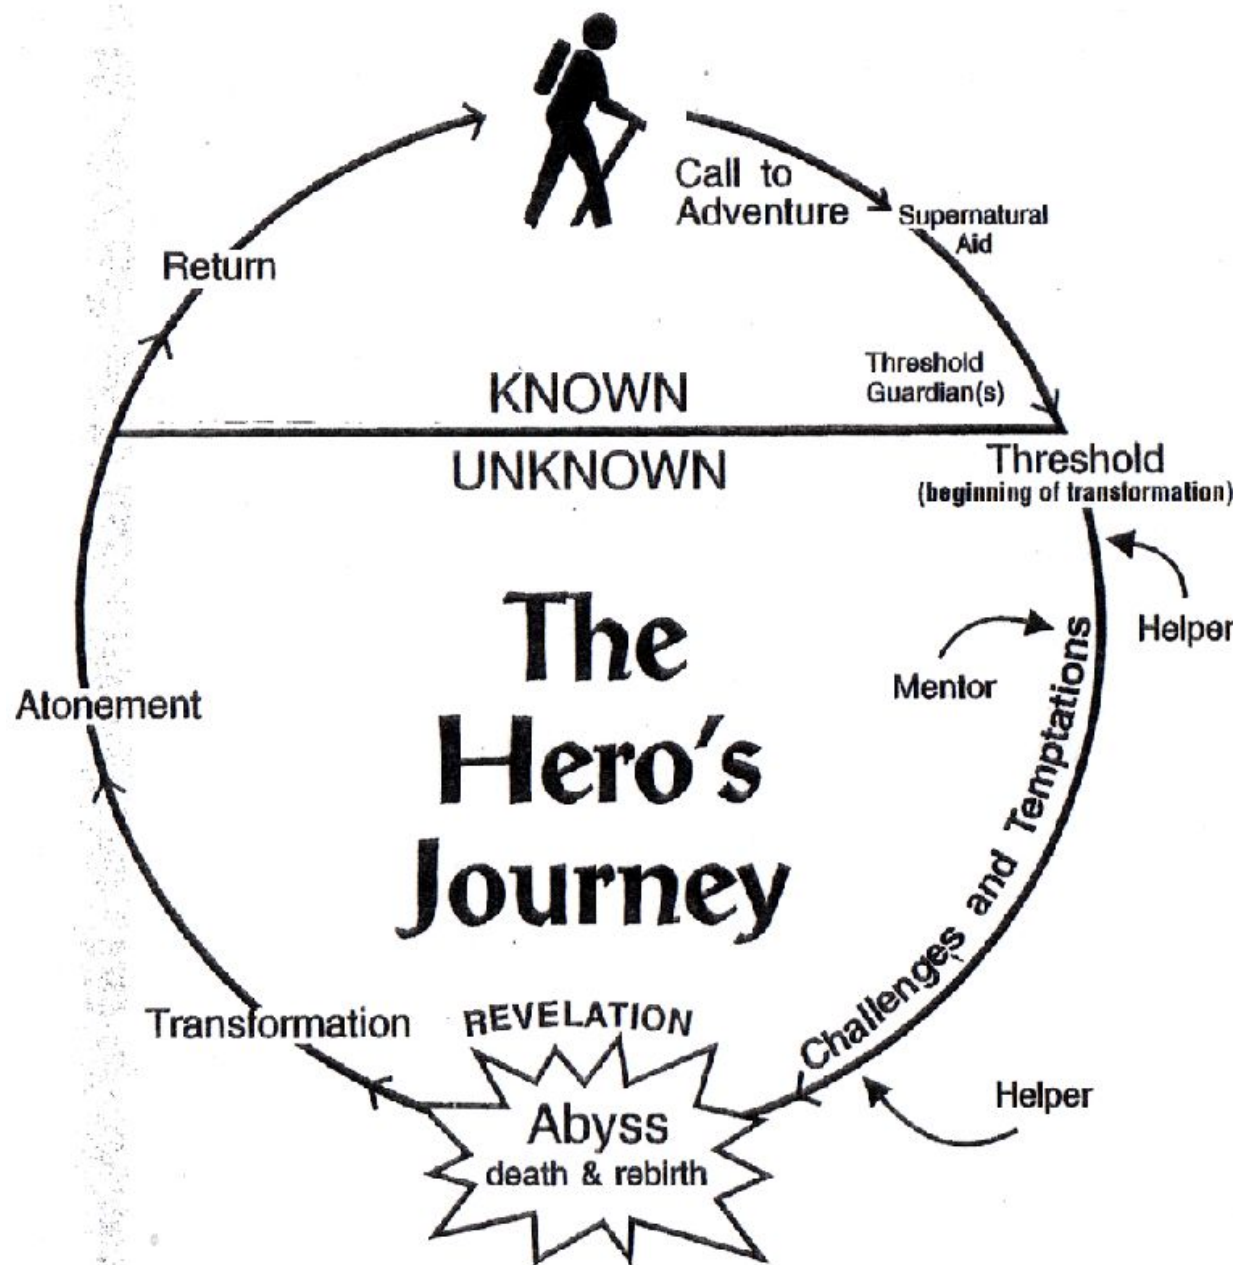 Call to
Adventure
Supernatural
Aid
Return
Threshold
Guardian(s)
KNOWN
UNKNOWN
Threshold
(beginning of transformation)
Helper
Mentor
The
Hero's
Journey
Atonement
Challenges and Temptations
Transformation
REVELATION
Abyss
death & rebirth
Helper